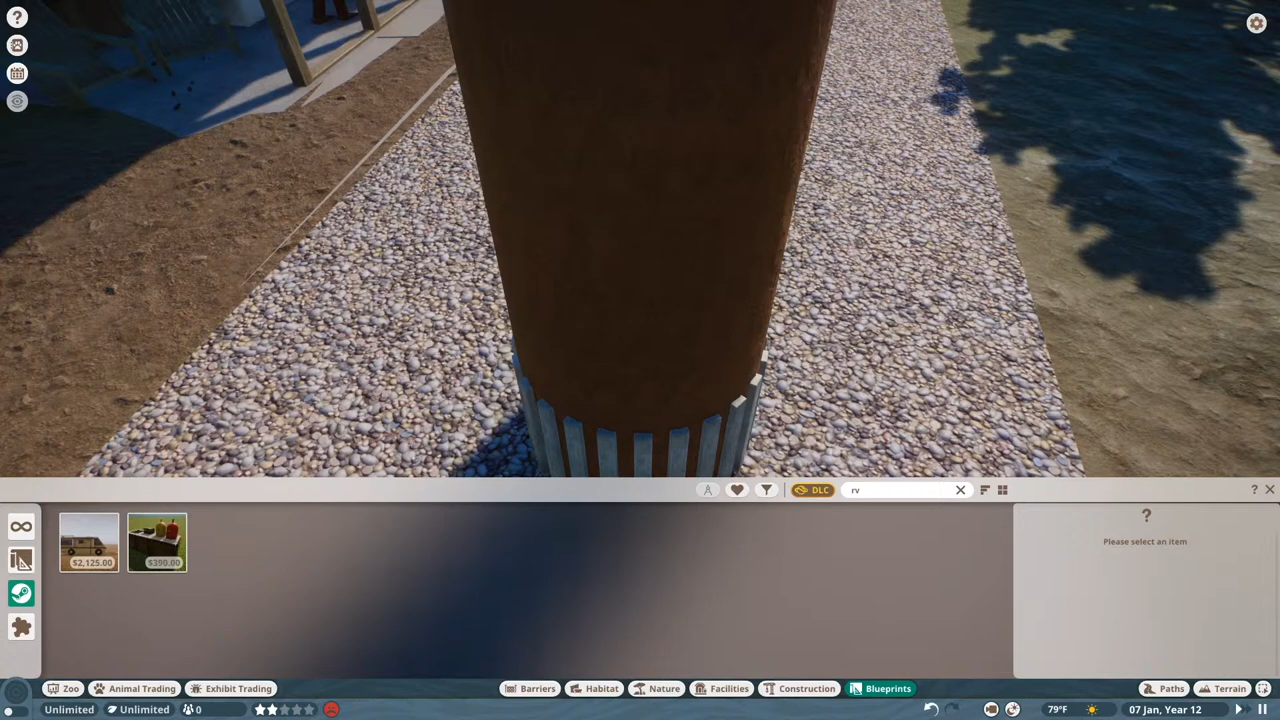 ?
DLC
rv
?
$2,125.00
$390.00
?
Please select an item
Zoo
Animal Trading
Exhibit Trading
Barriers
Habitat
Nature
Facilities
Construction
Blueprints
Paths
Terrain
Unlimited
Unlimited
0
79°F
07 Jan, Year 12